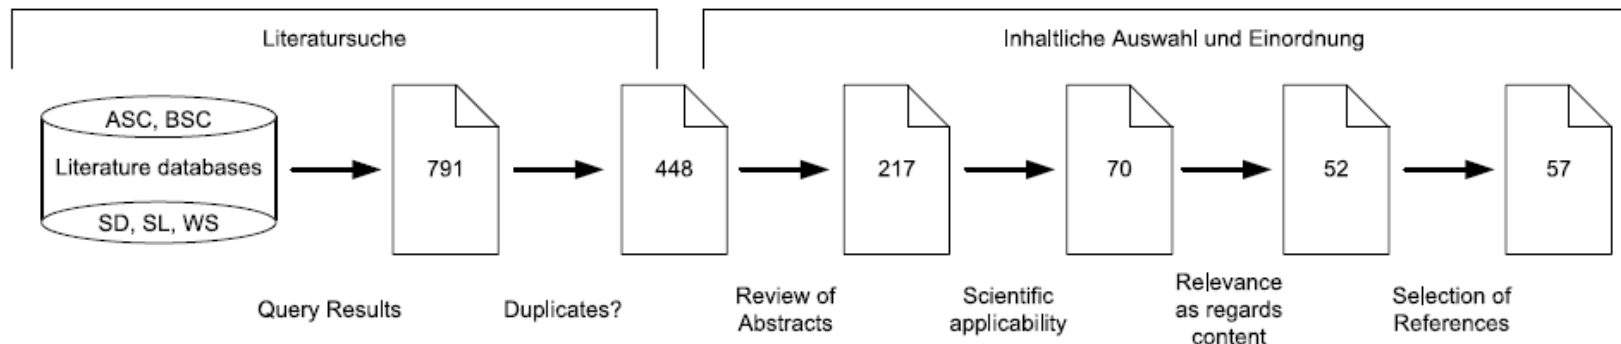 Literatursuche
Inhaltliche Auswahl und Einordnung
ASC, BSC
Literature databases
SD, SL, WS
791
448
217
70
52
57
Query Results
Duplicates?
Review of
Abstracts
Scientific
applicability
Relevance
as regards
content
Selection of
References